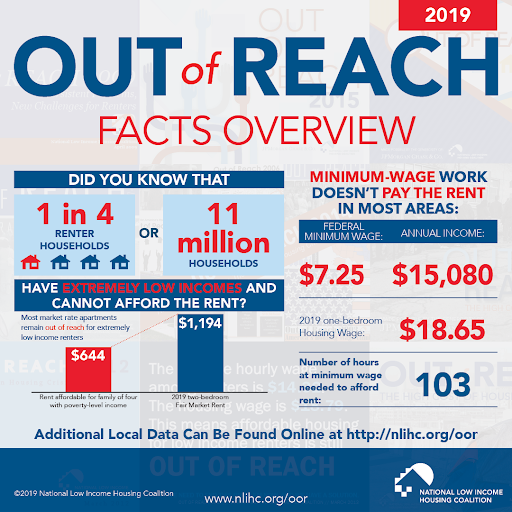 2019
OUT of REACH
FACTS OVERVIEW
DID YOU KNOW THAT
1 in 4
RENTER
HOUSEHOLDS
OR
11
million
HOUSEHOLDS
HAVE EXTREMELY LOW INCOMES AND
CANNOT AFFORD THE RENT?
Most market rate apartments
remain out of reach for extremely
low income renters
$644
$1,194
Rent affordable for family of four
with poverty-level income
2019 two-bedroom
Fair Market Rent
MINIMUM-WAGE WORK
DOESN'T PAY THE RENT
IN MOST AREAS:
FEDERAL
MINIMUM WAGE:
ANNUAL INCOME:
$7.25
$15,080
2019 one-bedroom
Housing Wage:
$18.65
Number of hours
at minimum wage
needed to afford
rent:
103
Additional Local Data Can Be Found Online at http://nlihc.org/oor
©2019 National Low Income Housing Coalition
www.nlihc.org/oor
NATIONAL LOW INCOME
HOUSING COALITION